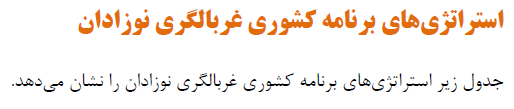 استراتژی‌های برنامه کشوری غربالگری نوزادان
جدول زیر استراتژی‌های برنامه کشوری غربالگری نوزادان را نشان می‌دهد.